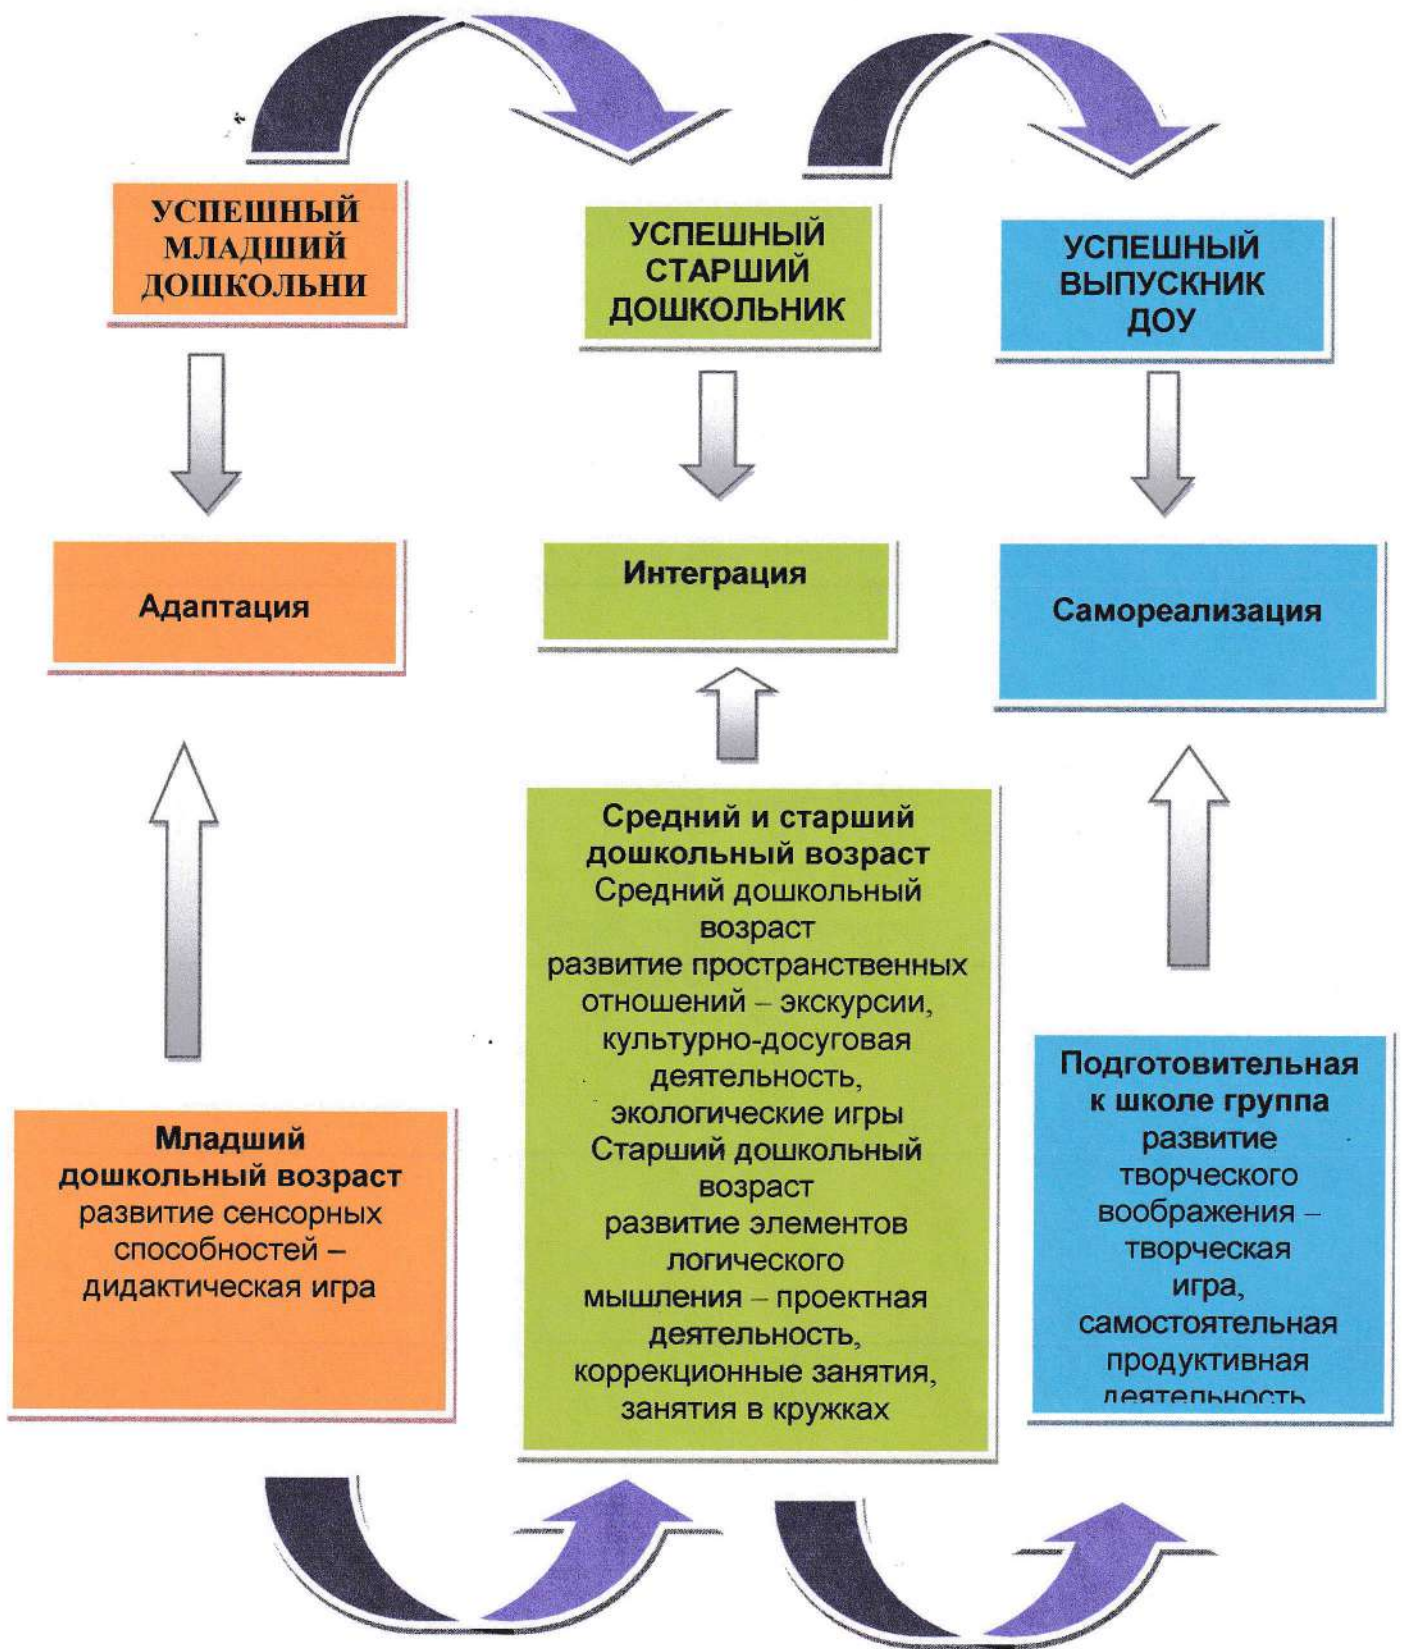 УСПЕШНЫЙ
МЛАДШИЙ
ДОШКОЛЬНИ
УСПЕШНЫЙ
СТАРШИЙ
ДОШКОЛЬНИК
УСПЕШНЫЙ
ВЫПУСКНИК
ДОУ
Адаптация
Интеграция
Самореализация
Младший
дошкольный возраст
развитие сенсорных
способностей –
дидактическая игра
Средний и старший
дошкольный возраст
Средний дошкольный
возраст
развитие пространственных
отношений – экскурсии,
культурно-досуговая
деятельность,
экологические игры
Старший дошкольный
возраст
развитие элементов
логического
мышления – проектная
деятельность,
коррекционные занятия,
занятия в кружках
Подготовительная
к школе группа
развитие
творческого
воображения –
творческая
игра,
самостоятельная
продуктивная
деятельность